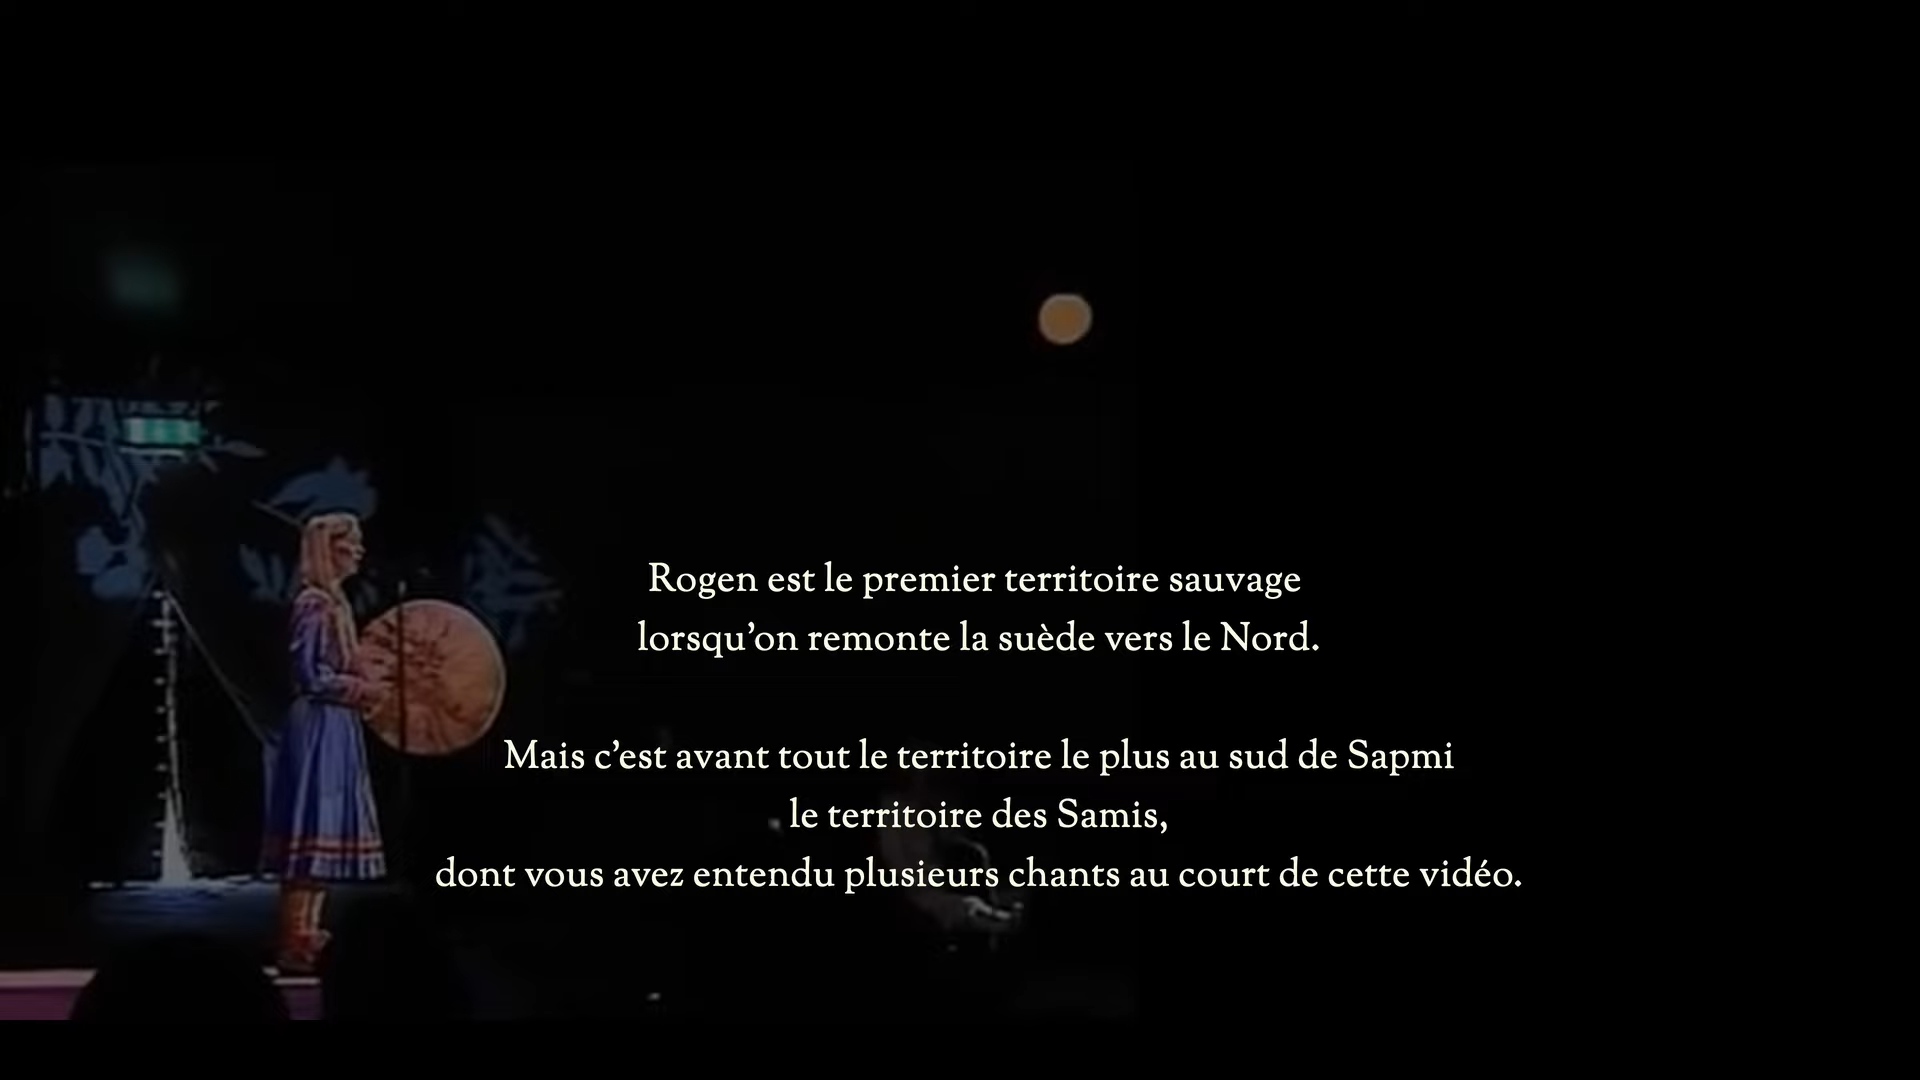 Rogen est le premier territoire sauvage
lorsqu’on remonte la suède vers le Nord.
Mais c’est avant tout le territoire le plus au sud de Sapmi
le territoire des Samis,
dont vous avez entendu plusieurs chants au court de cette vidéo.